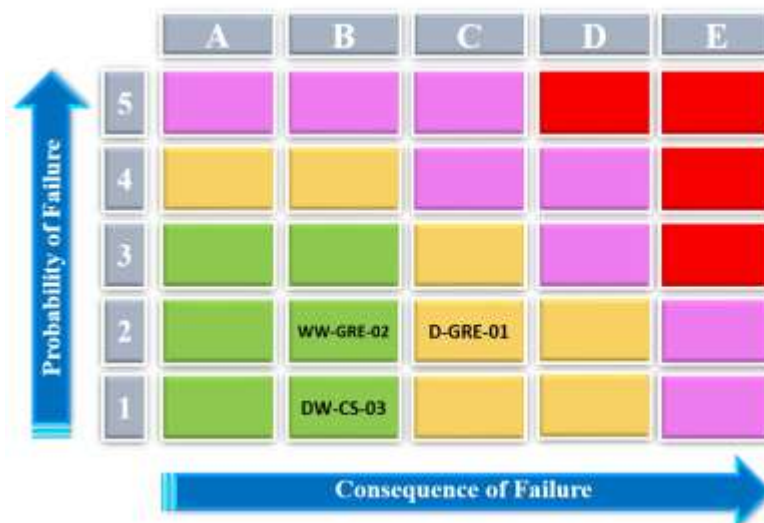 A B C D E
5
4
3
2 WW-GRE-02 D-GRE-01
1 DW-CS-03
Probability of Failure
Consequence of Failure